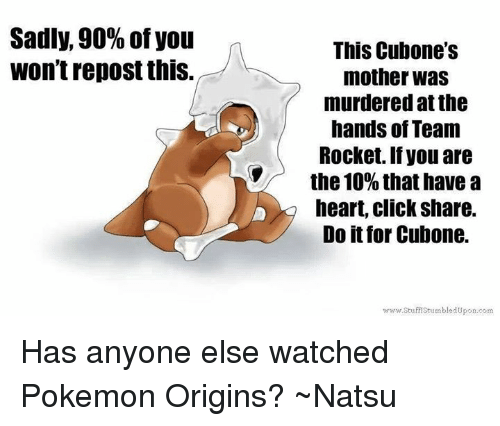 Sadly, 90% of you
won't repost this.
This Cubone's
mother was
murdered at the
hands of Team
Rocket. If you are
the 10% that have a
heart, click share.
Do it for Cubone.
www.StuffIStumbledUpon.com
Has anyone else watched
Pokemon Origins? ~Natsu